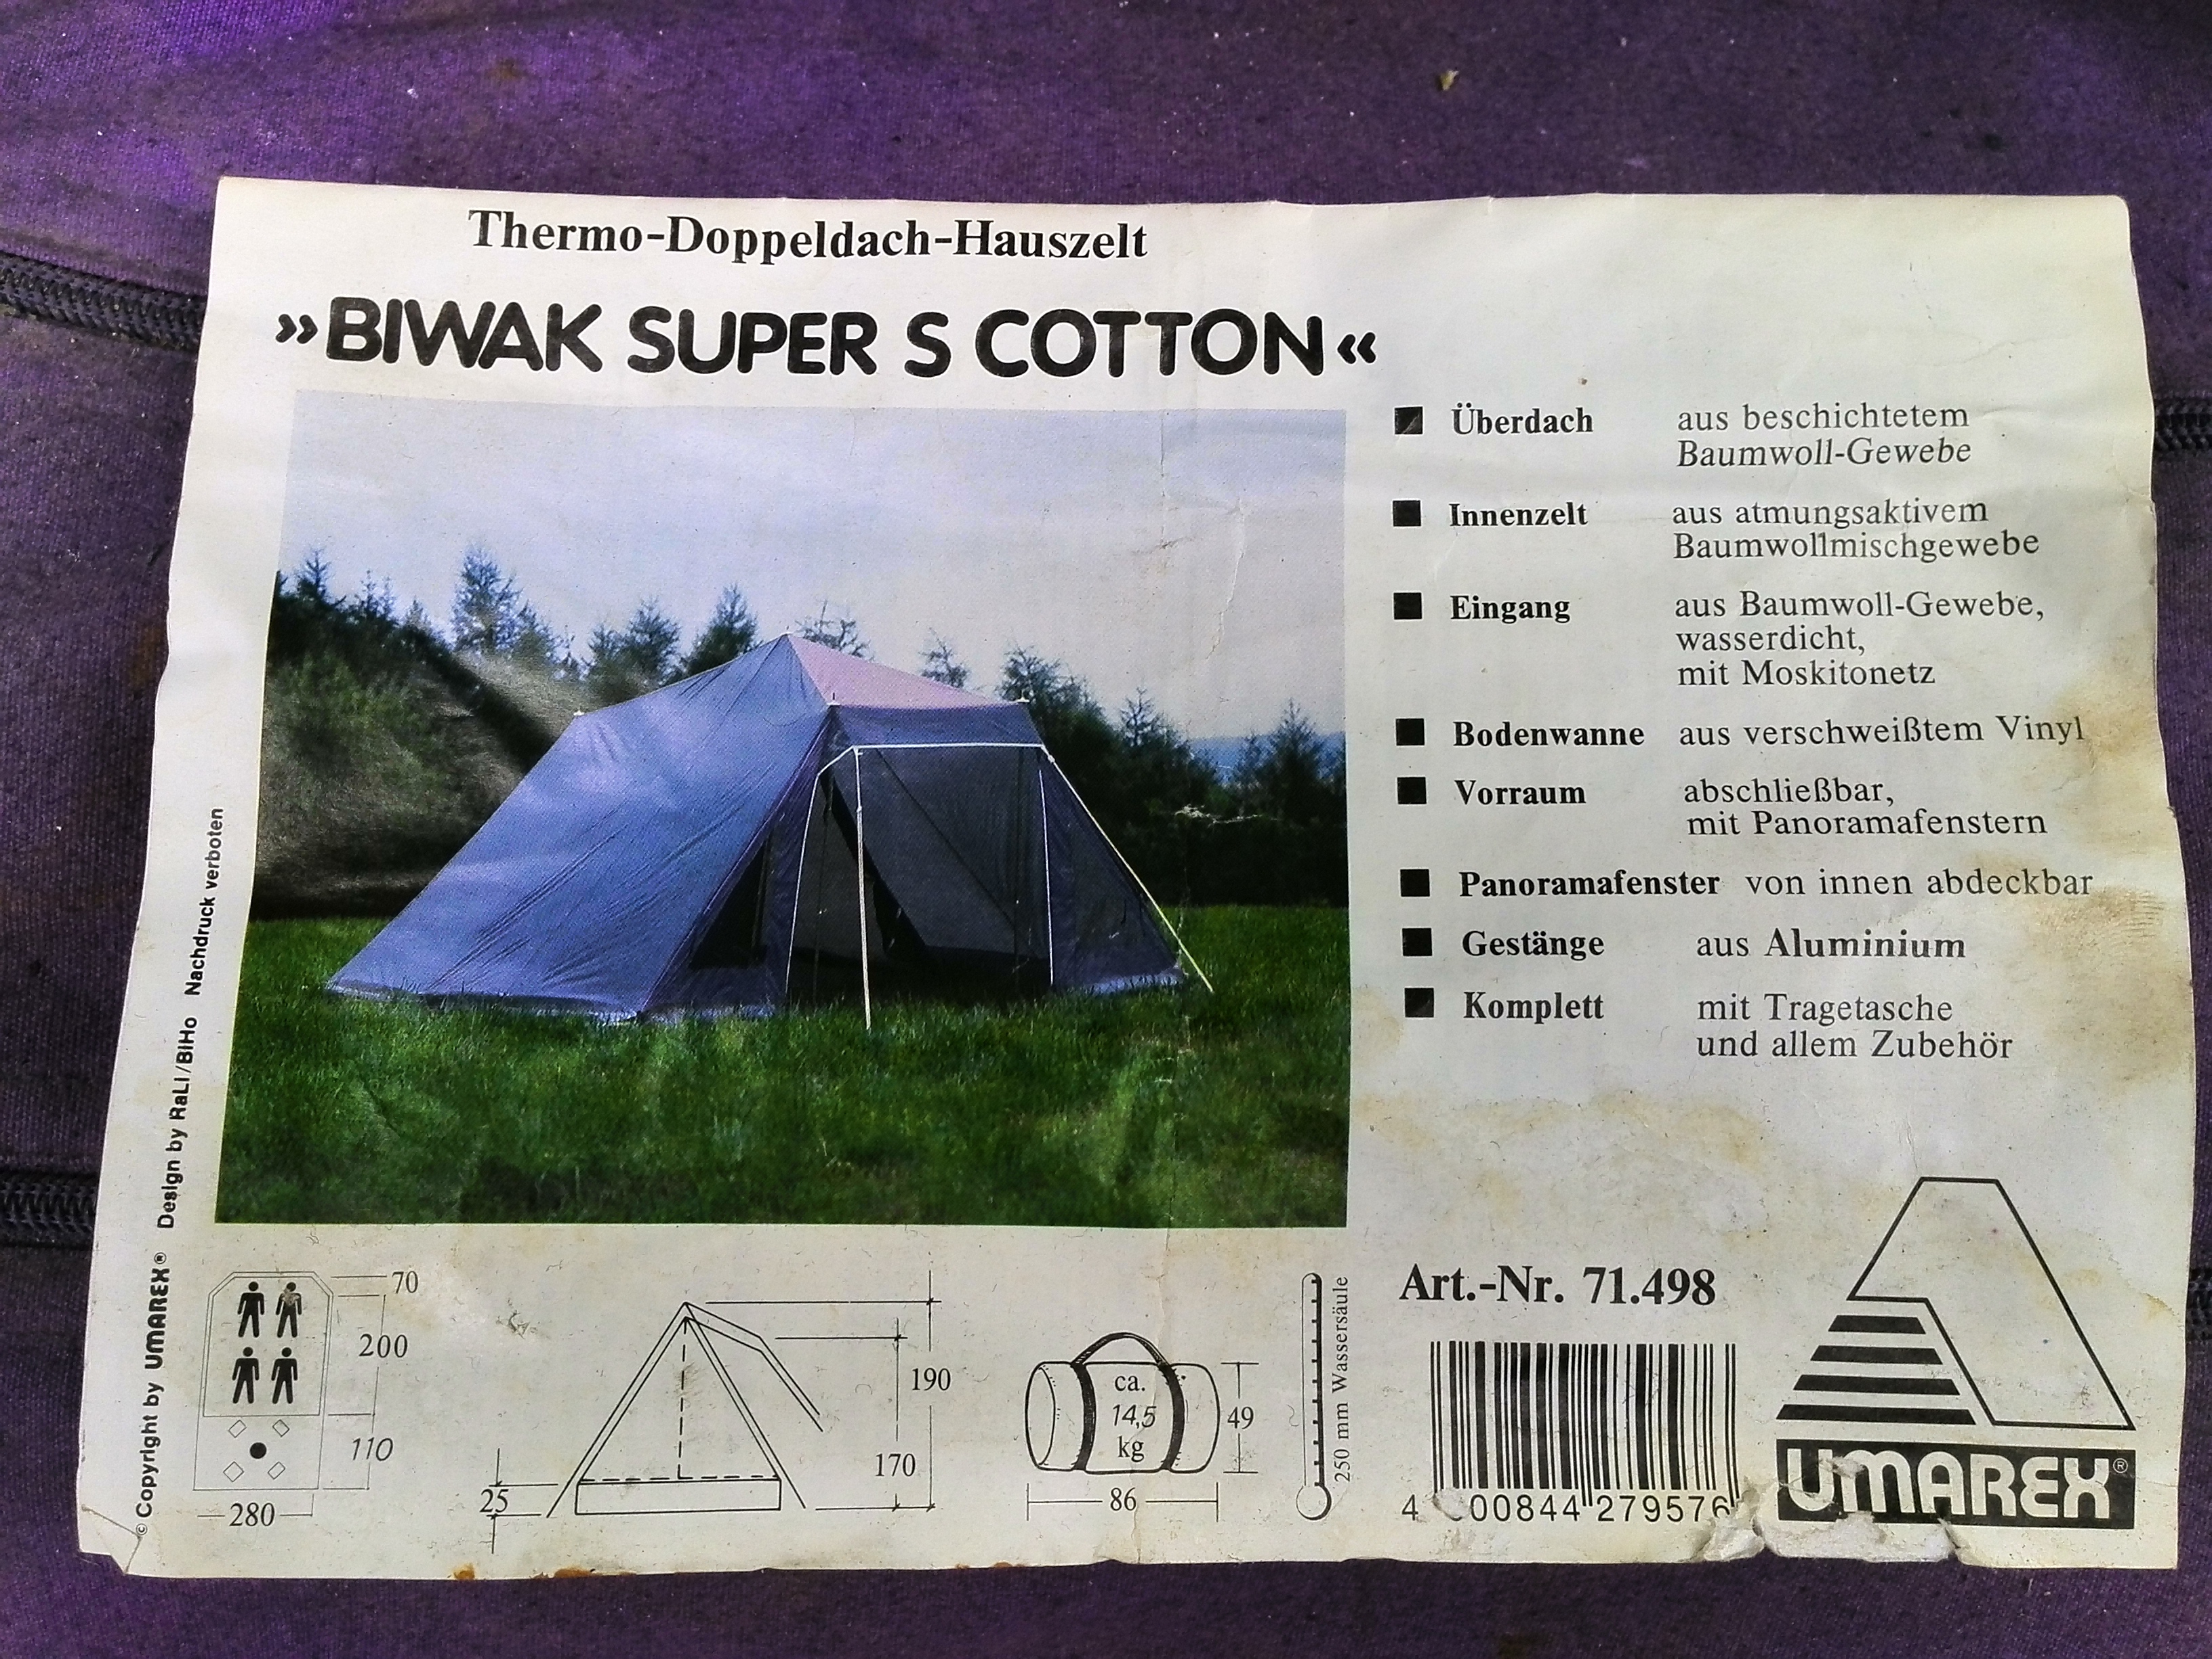 Thermo-Doppeldach-Hauszelt
»BIWAK SUPER S COTTON«
■ Überdach aus beschichtetem
Baumwoll-Gewebe
■ Innenzelt aus atmungsaktivem
Baumwollmischgewebe
■ Eingang aus Baumwoll-Gewebe,
wasserdicht,
mit Moskitonetz
■ Bodenwanne aus verschweißtem Vinyl
■ Vorraum abschließbar,
mit Panoramafenstern
■ Panoramafenster von innen abdeckbar
■ Gestänge aus Aluminium
■ Komplett mit Tragetasche
und allem Zubehör
© Copyright by UMAREX® Design by RaLi/BiHo Nachdruck verboten
70
200
110
280
25
190
170
ca.
14,5
kg
49
86
250 mm Wassersäule
Art.-Nr. 71.498
4 00844 279576
UMAREX®